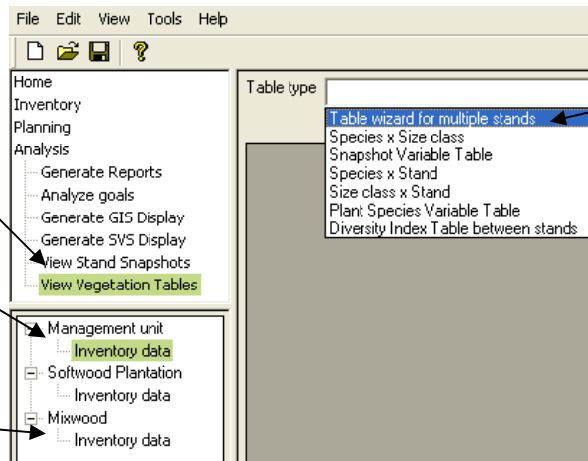 File Edit View Tools Help
Home
Inventory
Planning
Analysis
Generate Reports
Analyze goals
Generate GIS Display
Generate SVS Display
View Stand Snapshots
View Vegetation Tables
Management unit
Inventory data
Softwood Plantation
Inventory data
Mixwood
Inventory data
Table type
Table wizard for multiple stands
Species x Size class
Snapshot Variable Table
Species x Stand
Size class x Stand
Plant Species Variable Table
Diversity Index Table between stands